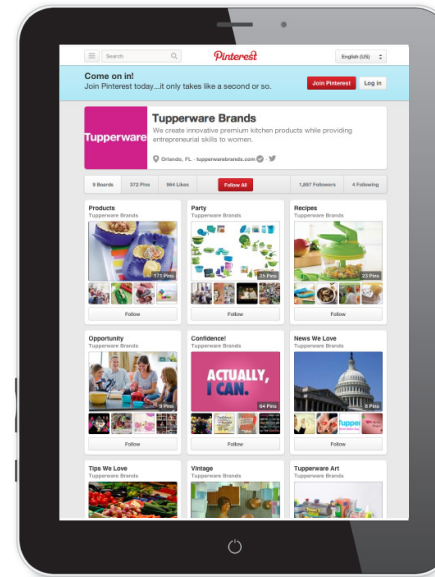 Search
Pinterest
English (US)
Come on in!
Join Pinterest today...it only takes like a second or so.
Join Pinterest
Log in
Tupperware
Tupperware Brands
We create innovative premium kitchen products while providing
entrepreneurial skills to women.
Orlando, FL · tupperwarebrands.com
9 Boards
372 Pins
964 Likes
Follow All
1,697 Followers
4 Following
Products
Tupperware Brands
171 Pins
Follow
Party
Tupperware Brands
25 Pins
Follow
Recipes
Tupperware Brands
23 Pins
Follow
Opportunity
Tupperware Brands
9 Pins
Follow
Confidence!
Tupperware Brands
ACTUALLY,
I CAN.
64 Pins
Follow
News We Love
Tupperware Brands
Tupper
Follow
Tips We Love
Tupperware Brands
Vintage
Tupperware Brands
Tupperware Art
Tupperware Brands